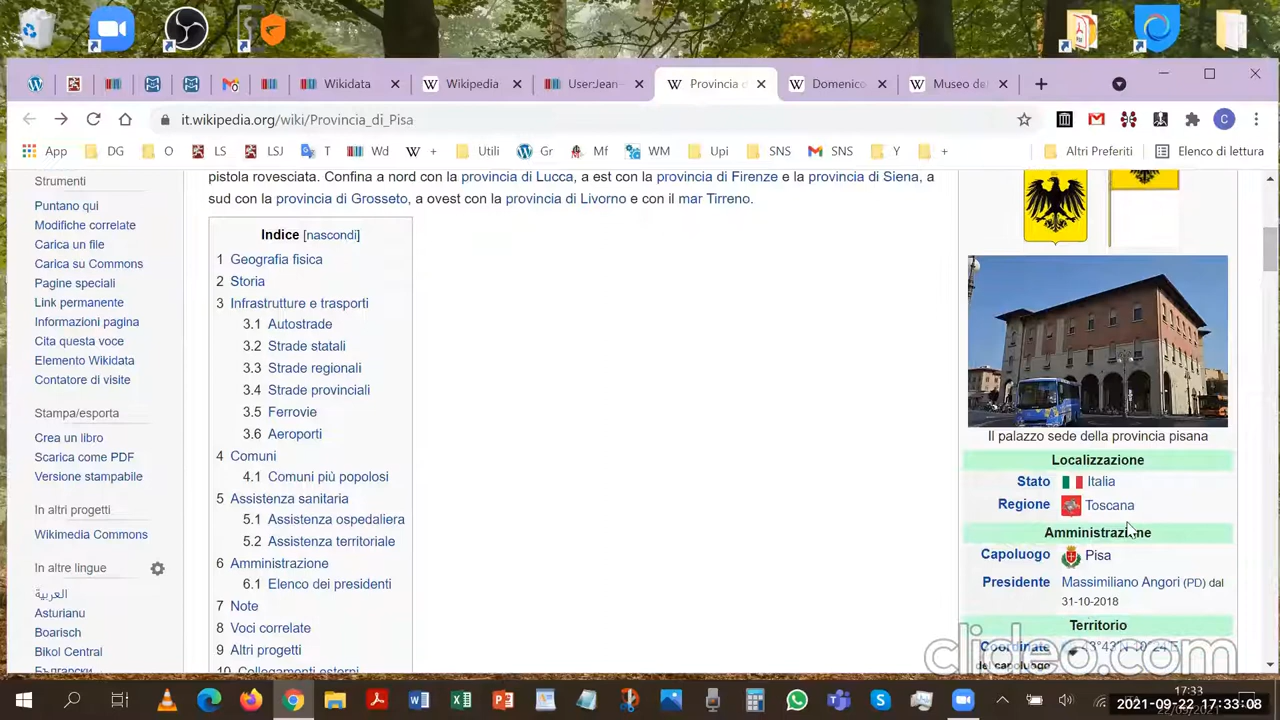 Wikidata
Wikipedia
User:Jean-
Provincia d
Domenico
Museo de
it.wikipedia.org/wiki/Provincia_di_Pisa
App
DG
O
LS
LSJ
T
Wd
+
Utili
Gr
Mf
WM
Upi
SNS
SNS
Y
+
Altri Preferiti
Elenco di lettura
pistola rovesciata. Confina a nord con la provincia di Lucca, a est con la provincia di Firenze e la provincia di Siena, a
sud con la provincia di Grosseto, a ovest con la provincia di Livorno e con il mar Tirreno.
Strumenti
Puntano qui
Modifiche correlate
Carica un file
Carica su Commons
Pagine speciali
Link permanente
Informazioni pagina
Cita questa voce
Elemento Wikidata
Contatore di visite
Stampa/esporta
Crea un libro
Scarica come PDF
Versione stampabile
In altri progetti
Wikimedia Commons
In altre lingue
العربية
Asturianu
Boarisch
Bikol Central
Български
Indice [nascondi]
1 Geografia fisica
2 Storia
3 Infrastrutture e trasporti
3.1 Autostrade
3.2 Strade statali
3.3 Strade regionali
3.4 Strade provinciali
3.5 Ferrovie
3.6 Aeroporti
4 Comuni
4.1 Comuni più popolosi
5 Assistenza sanitaria
5.1 Assistenza ospedaliera
5.2 Assistenza territoriale
6 Amministrazione
6.1 Elenco dei presidenti
7 Note
8 Voci correlate
9 Altri progetti
10 Collegamenti esterni
Il palazzo sede della provincia pisana
Localizzazione
Stato Italia
Regione Toscana
Amministrazione
Capoluogo Pisa
Presidente Massimiliano Angori (PD) dal
31-10-2018
Territorio
Coordinate 43°43′N 10°24′E
del capoluogo
clideo.com
17:33
2021-09-22 17:33:08